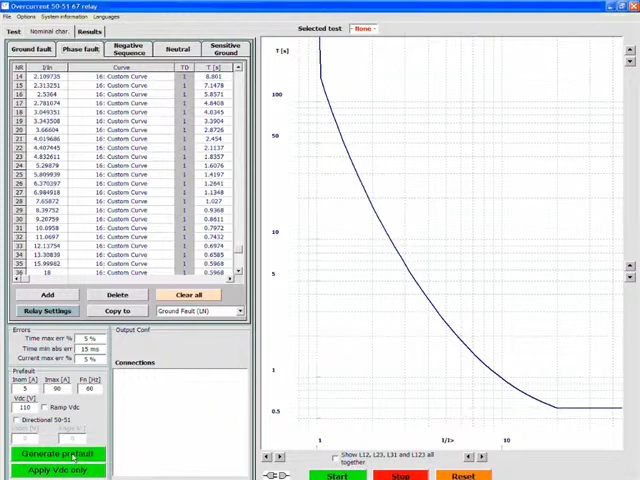 Overcurrent 50-51 67 relay
File Options System information Languages
Test Nominal char. Results
Ground fault Phase fault Negative Sequence Neutral Sensitive Ground
NR I/In Curve TD T [s]
14 2.109735 16: Custom Curve 1 8.801
15 2.313251 16: Custom Curve 1 7.1478
16 2.5364 16: Custom Curve 1 5.8571
17 2.781074 16: Custom Curve 1 4.8408
18 3.049351 16: Custom Curve 1 4.0345
19 3.343508 16: Custom Curve 1 3.3904
20 3.66604 16: Custom Curve 1 2.8726
21 4.019686 16: Custom Curve 1 2.454
22 4.407445 16: Custom Curve 1 2.1137
23 4.832611 16: Custom Curve 1 1.8357
24 5.29879 16: Custom Curve 1 1.6076
25 5.809939 16: Custom Curve 1 1.4197
26 6.370397 16: Custom Curve 1 1.2641
27 6.984918 16: Custom Curve 1 1.1348
28 7.65872 16: Custom Curve 1 1.027
29 8.39752 16: Custom Curve 1 0.9368
30 9.20759 16: Custom Curve 1 0.8611
31 10.0958 16: Custom Curve 1 0.7972
32 11.0697 16: Custom Curve 1 0.7432
33 12.13754 16: Custom Curve 1 0.6974
34 13.30839 16: Custom Curve 1 0.6585
35 15.99982 16: Custom Curve 1 0.5968
36 18 16: Custom Curve 1 0.5968
Add Delete Clear all
Relay Settings Copy to Ground Fault (LN)
Errors
Time max err % 5 %
Time min abs err 15 ms
Current max err % 5 %
Prefault
Inom [A] Imax [A] Fn [Hz]
5 90 60
Vdc [V]
110 Ramp Vdc
Directional 50-51
0 0
Generate prefault
Apply Vdc only
Output Conf
Connections
Selected test - None -
T [s]
100
50
10
5
1
0.5
1 I/I> 10
Show L12, L23, L31 and L123 all together
Start Stop Reset